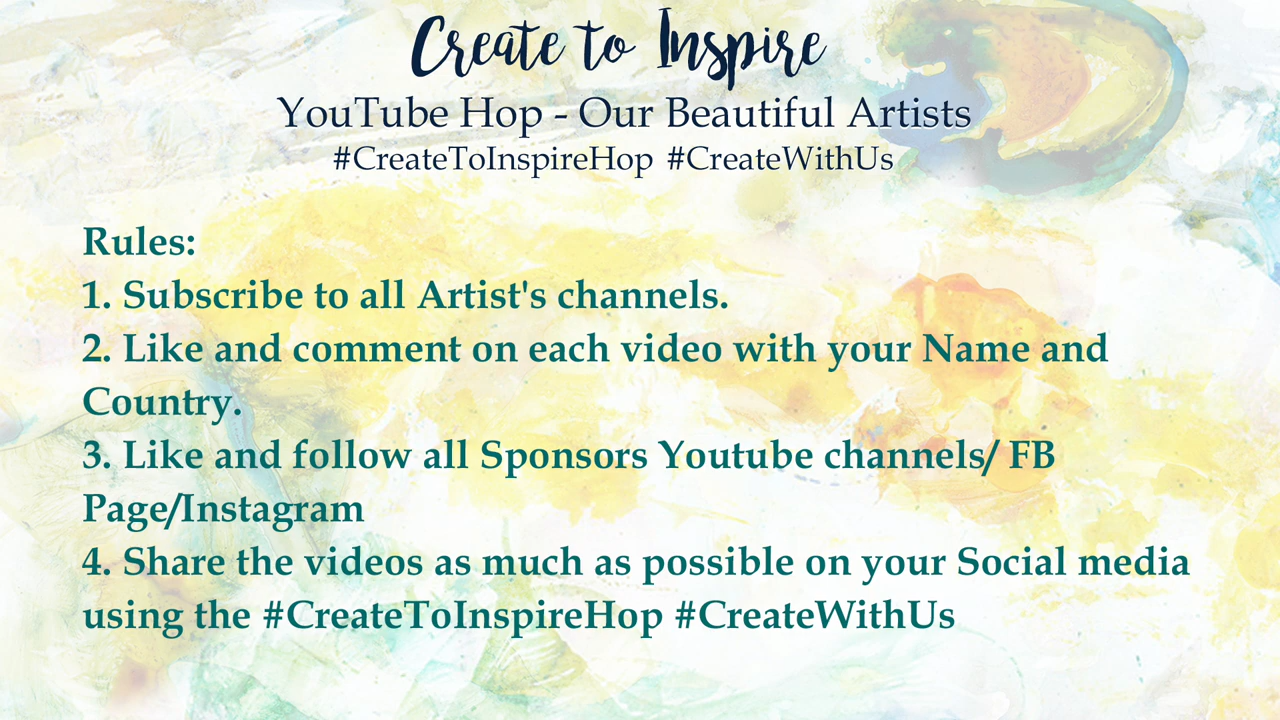 Create to Inspire
YouTube Hop - Our Beautiful Artists
#CreateToInspireHop #CreateWithUs
Rules:
1. Subscribe to all Artist's channels.
2. Like and comment on each video with your Name and
Country.
3. Like and follow all Sponsors Youtube channels/ FB
Page/Instagram
4. Share the videos as much as possible on your Social media
using the #CreateToInspireHop #CreateWithUs